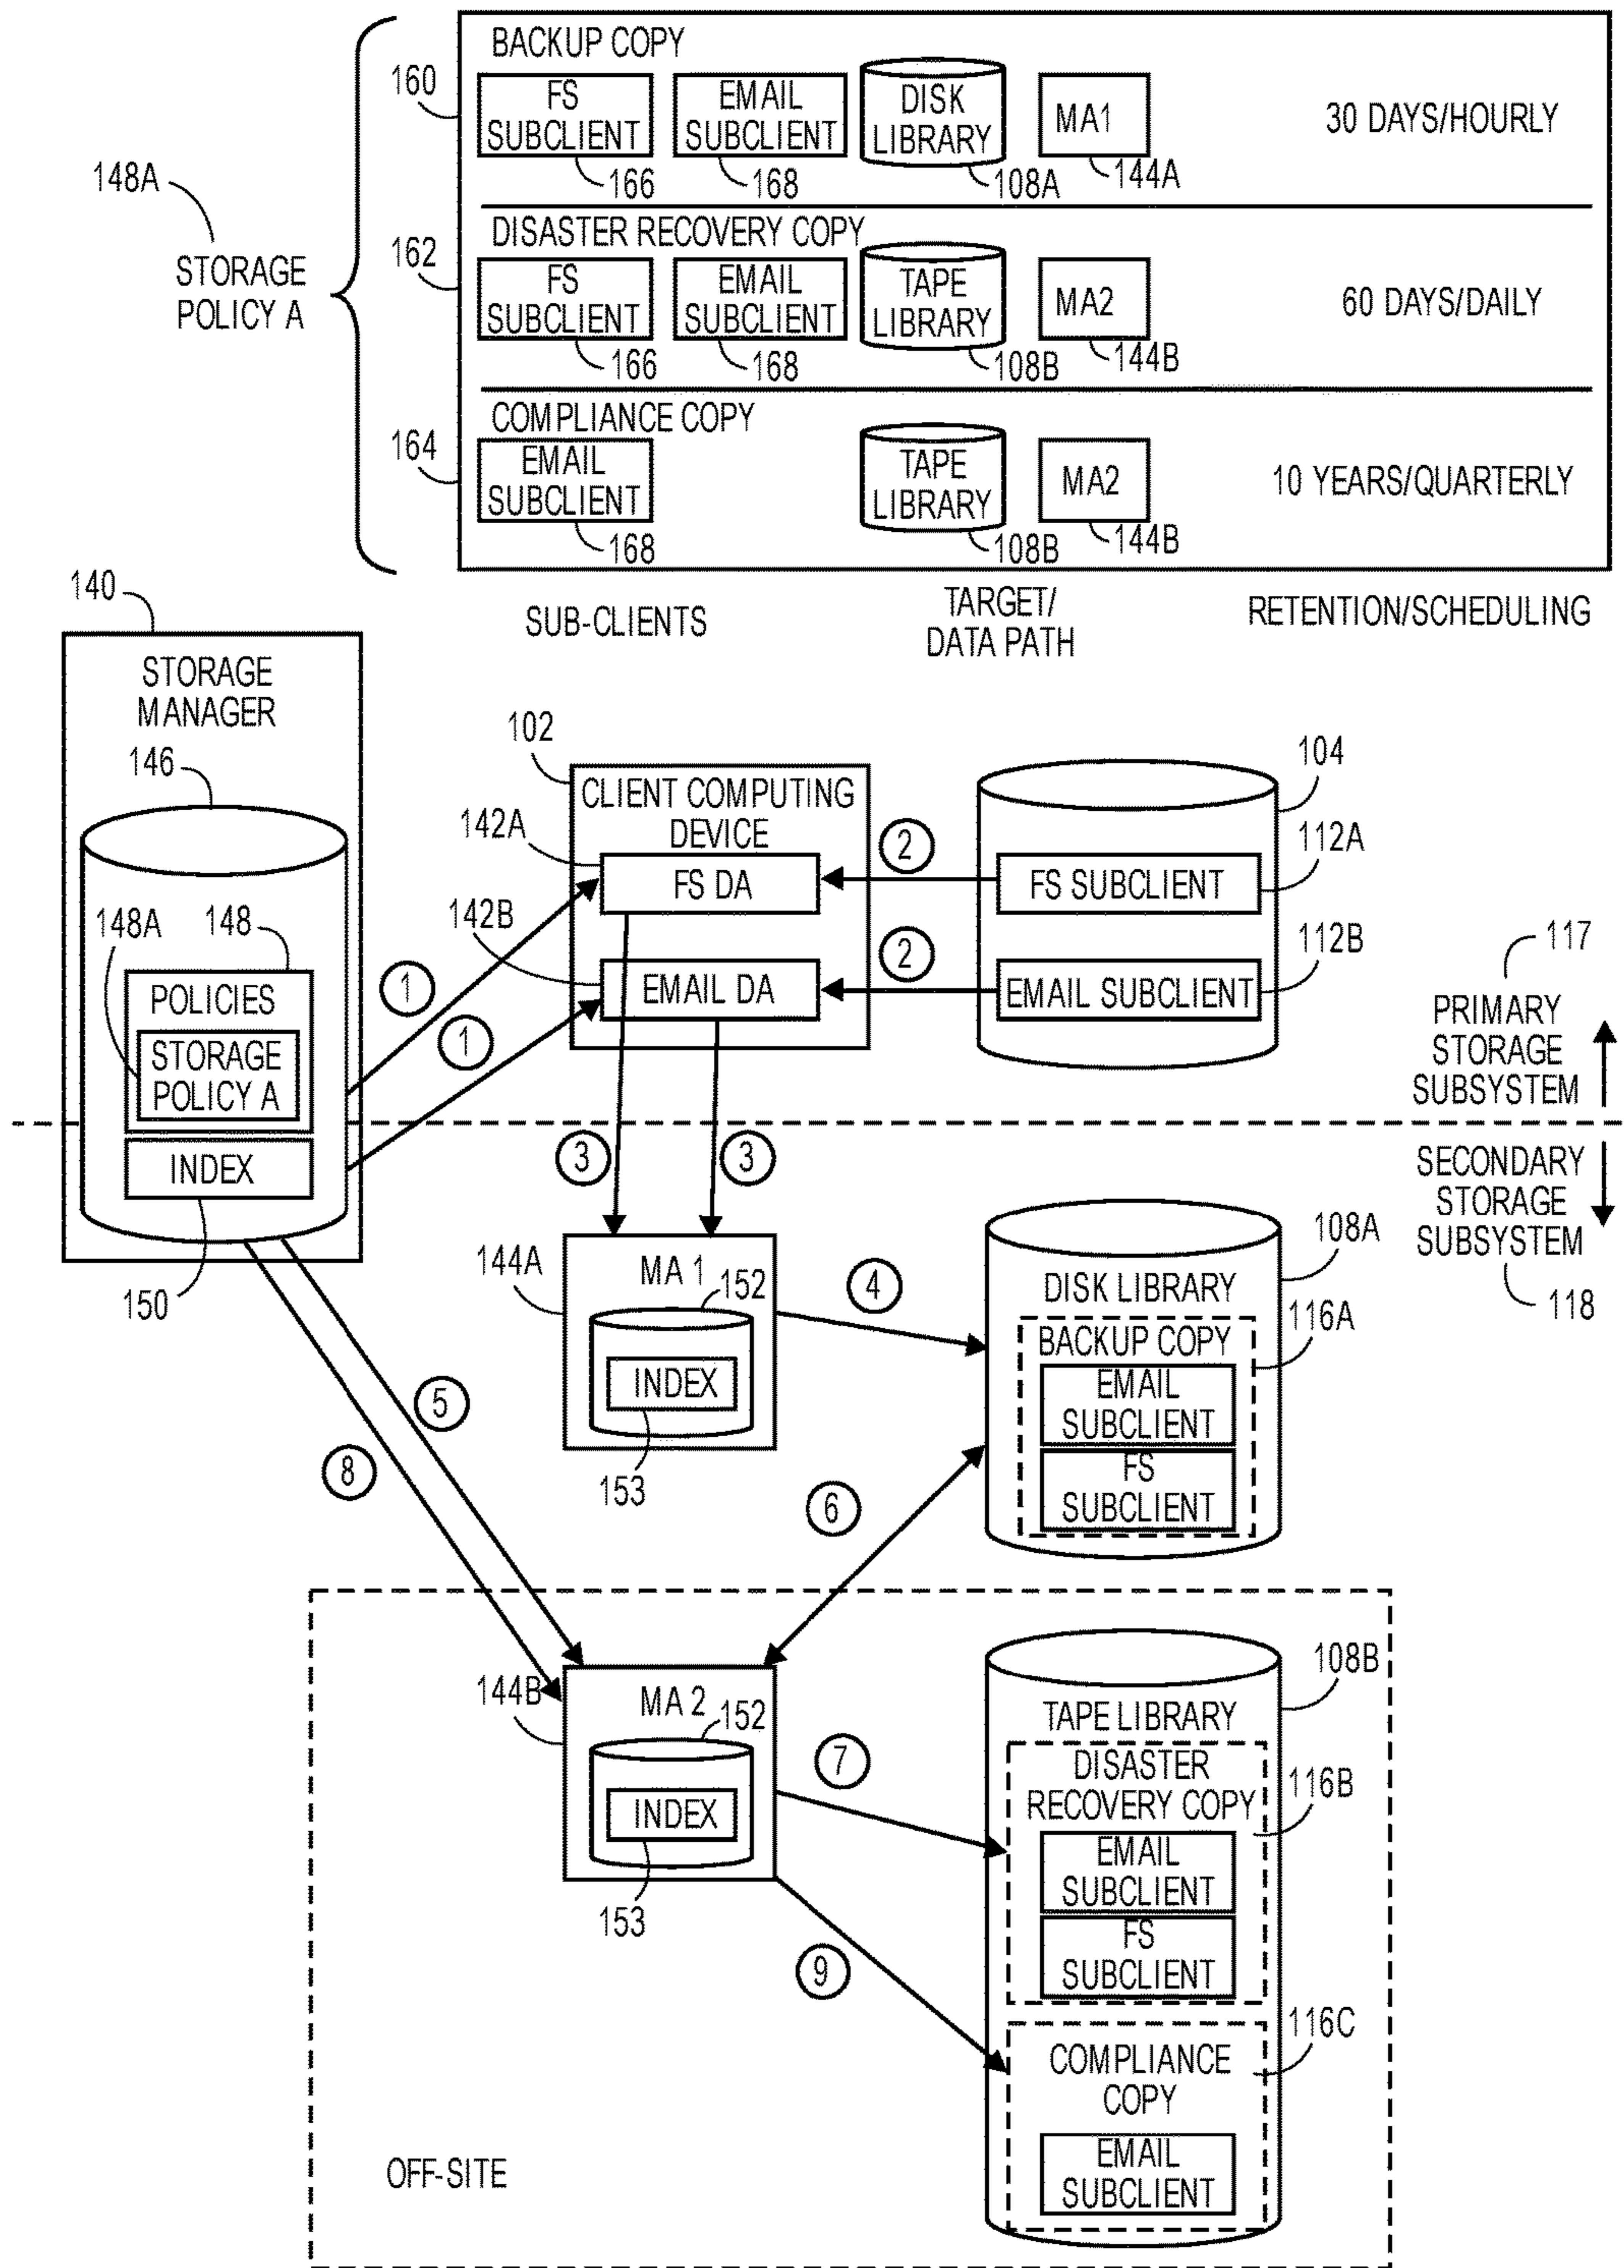 BACKUP COPY
160
FS
SUBCLIENT
166
EMAIL
SUBCLIENT
168
DISK
LIBRARY
108A
MA1
144A
30 DAYS/HOURLY
148A
STORAGE
POLICY A
DISASTER RECOVERY COPY
162
FS
SUBCLIENT
166
EMAIL
SUBCLIENT
168
TAPE
LIBRARY
108B
MA2
144B
60 DAYS/DAILY
COMPLIANCE COPY
164
EMAIL
SUBCLIENT
168
TAPE
LIBRARY
108B
MA2
144B
10 YEARS/QUARTERLY
SUB-CLIENTS
TARGET/
DATA PATH
RETENTION/SCHEDULING
140
STORAGE
MANAGER
146
148A
148
POLICIES
STORAGE
POLICY A
INDEX
150
102
CLIENT COMPUTING
DEVICE
142A
FS DA
142B
EMAIL DA
1
1
2
2
104
FS SUBCLIENT
112A
EMAIL SUBCLIENT
112B
117
PRIMARY
STORAGE
SUBSYSTEM
SECONDARY
STORAGE
SUBSYSTEM
118
3
3
144A
MA 1
152
INDEX
153
4
108A
DISK LIBRARY
116A
BACKUP COPY
EMAIL
SUBCLIENT
FS
SUBCLIENT
5
8
6
144B
MA 2
152
INDEX
153
7
9
108B
TAPE LIBRARY
DISASTER
RECOVERY COPY
116B
EMAIL
SUBCLIENT
FS
SUBCLIENT
116C
COMPLIANCE
COPY
EMAIL
SUBCLIENT
OFF-SITE